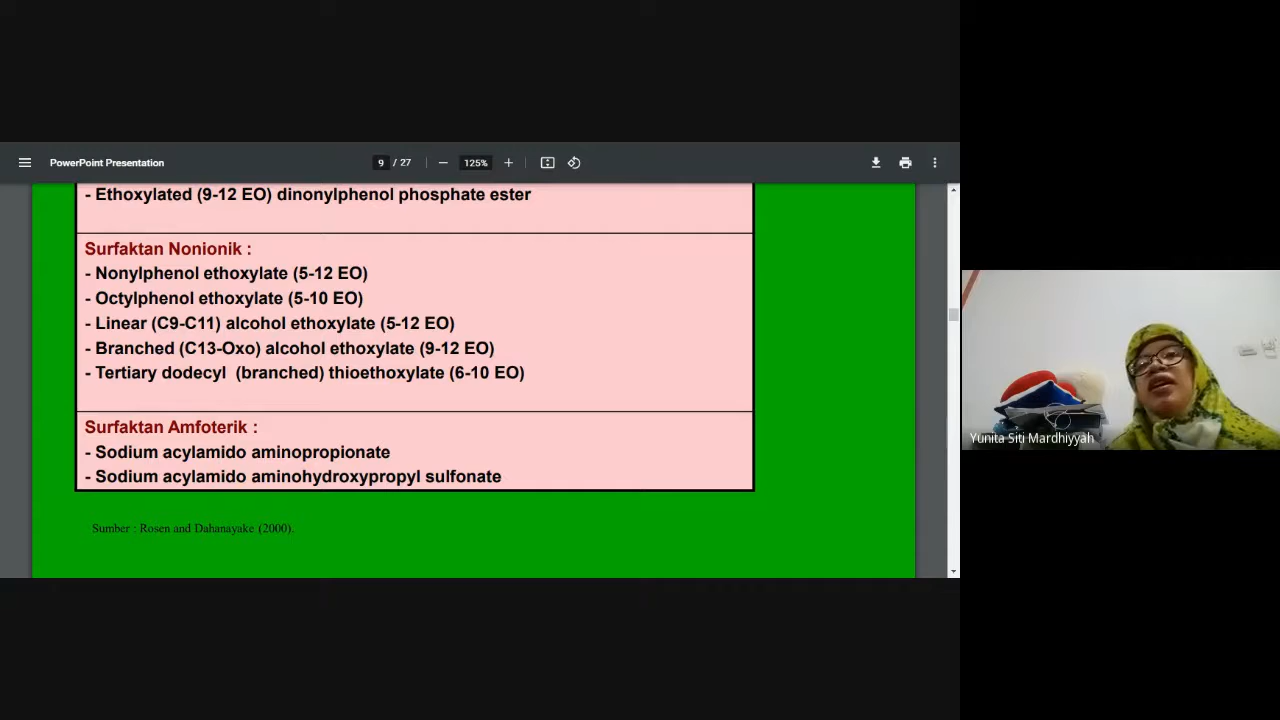 PowerPoint Presentation
9 / 27
125%
- Ethoxylated (9-12 EO) dinonylphenol phosphate ester
Surfaktan Nonionik :
- Nonylphenol ethoxylate (5-12 EO)
- Octylphenol ethoxylate (5-10 EO)
- Linear (C9-C11) alcohol ethoxylate (5-12 EO)
- Branched (C13-Oxo) alcohol ethoxylate (9-12 EO)
- Tertiary dodecyl (branched) thioethoxylate (6-10 EO)
Surfaktan Amfoterik :
- Sodium acylamido aminopropionate
- Sodium acylamido aminohydroxypropyl sulfonate
Sumber : Rosen and Dahanayake (2000).
Yunita Siti Mardhiyyah